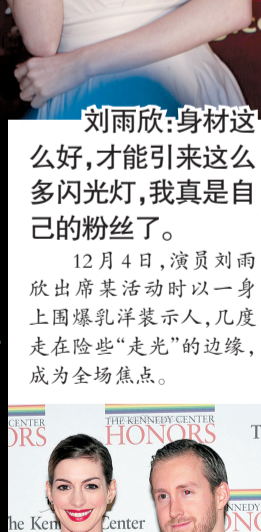 刘雨欣:身材这
么好,才能引来这么
多闪光灯,我真是自
己的粉丝了。
12月4日,演员刘雨
欣出席某活动时以一身
上围爆乳洋装示人,几度
走在险些“走光”的边缘,
成为全场焦点。
THE KENNEDY CENTER
ORS HONORS T
The Kennedy Center
NNEDY
NO